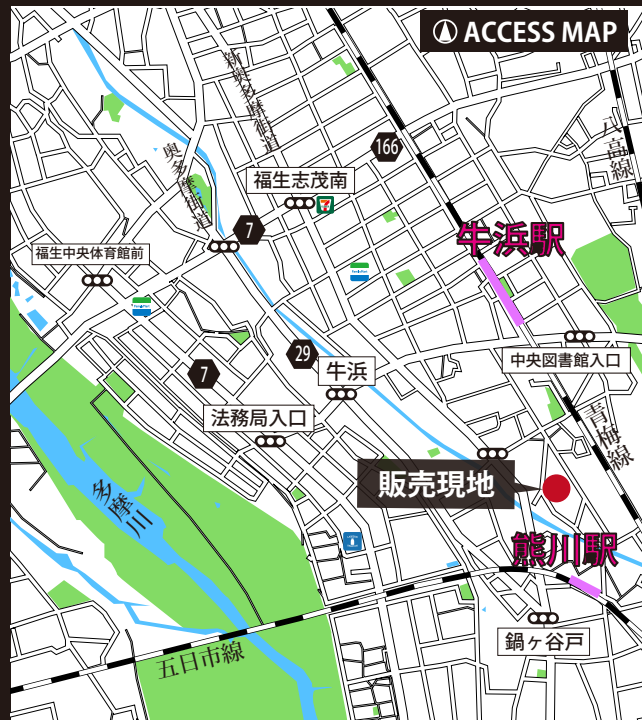 ACCESS MAP
新奥多摩街道
八高線
166
奥多摩街道
福生志茂南
7
7
牛浜駅
福生中央体育館前
FamilyMart
FamilyMart
29
中央図書館入口
7
牛浜
法務局入口
青梅線
販売現地
多摩川
熊川駅
鍋ヶ谷戸
五日市線